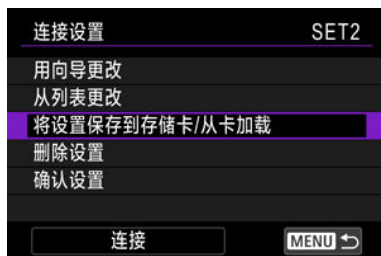 连接设置 SET2
用向导更改
从列表更改
将设置保存到存储卡/从卡加载
删除设置
确认设置
连接 MENU